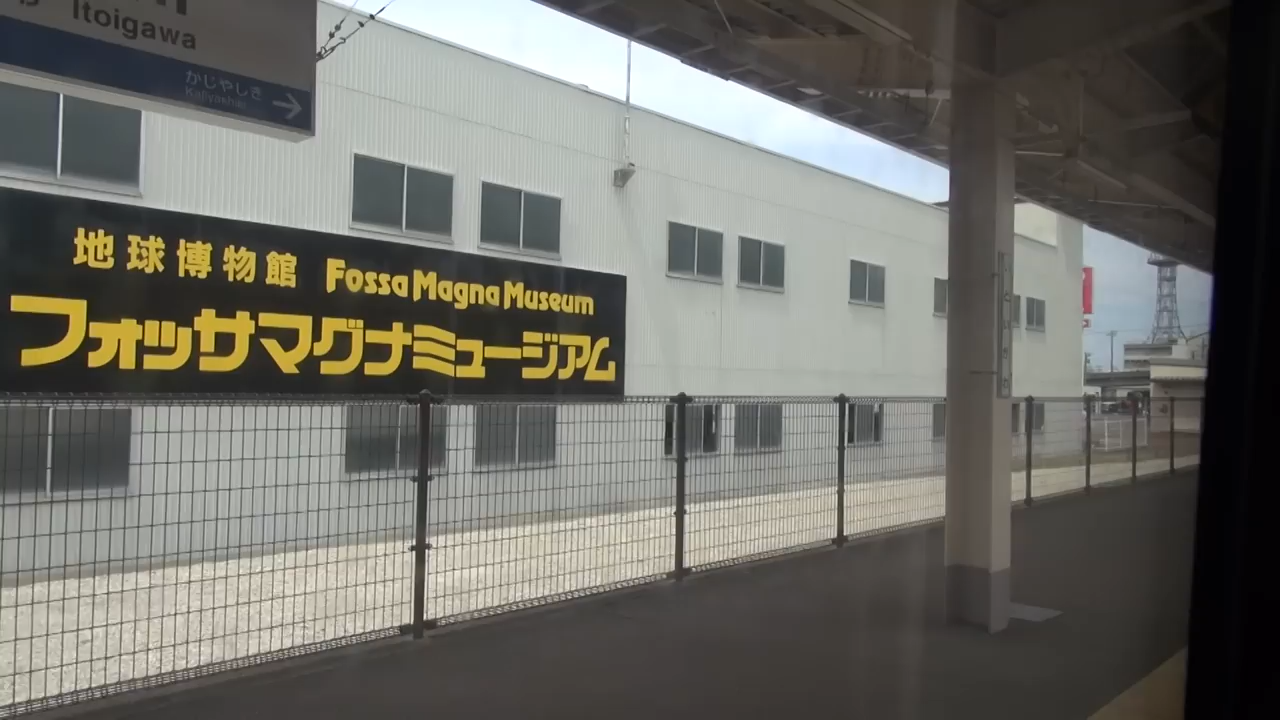 Itoigawa
かじやしき
Kajiyashiki
地球博物館 Fossa Magna Museum
フォッサマグナミュージアム